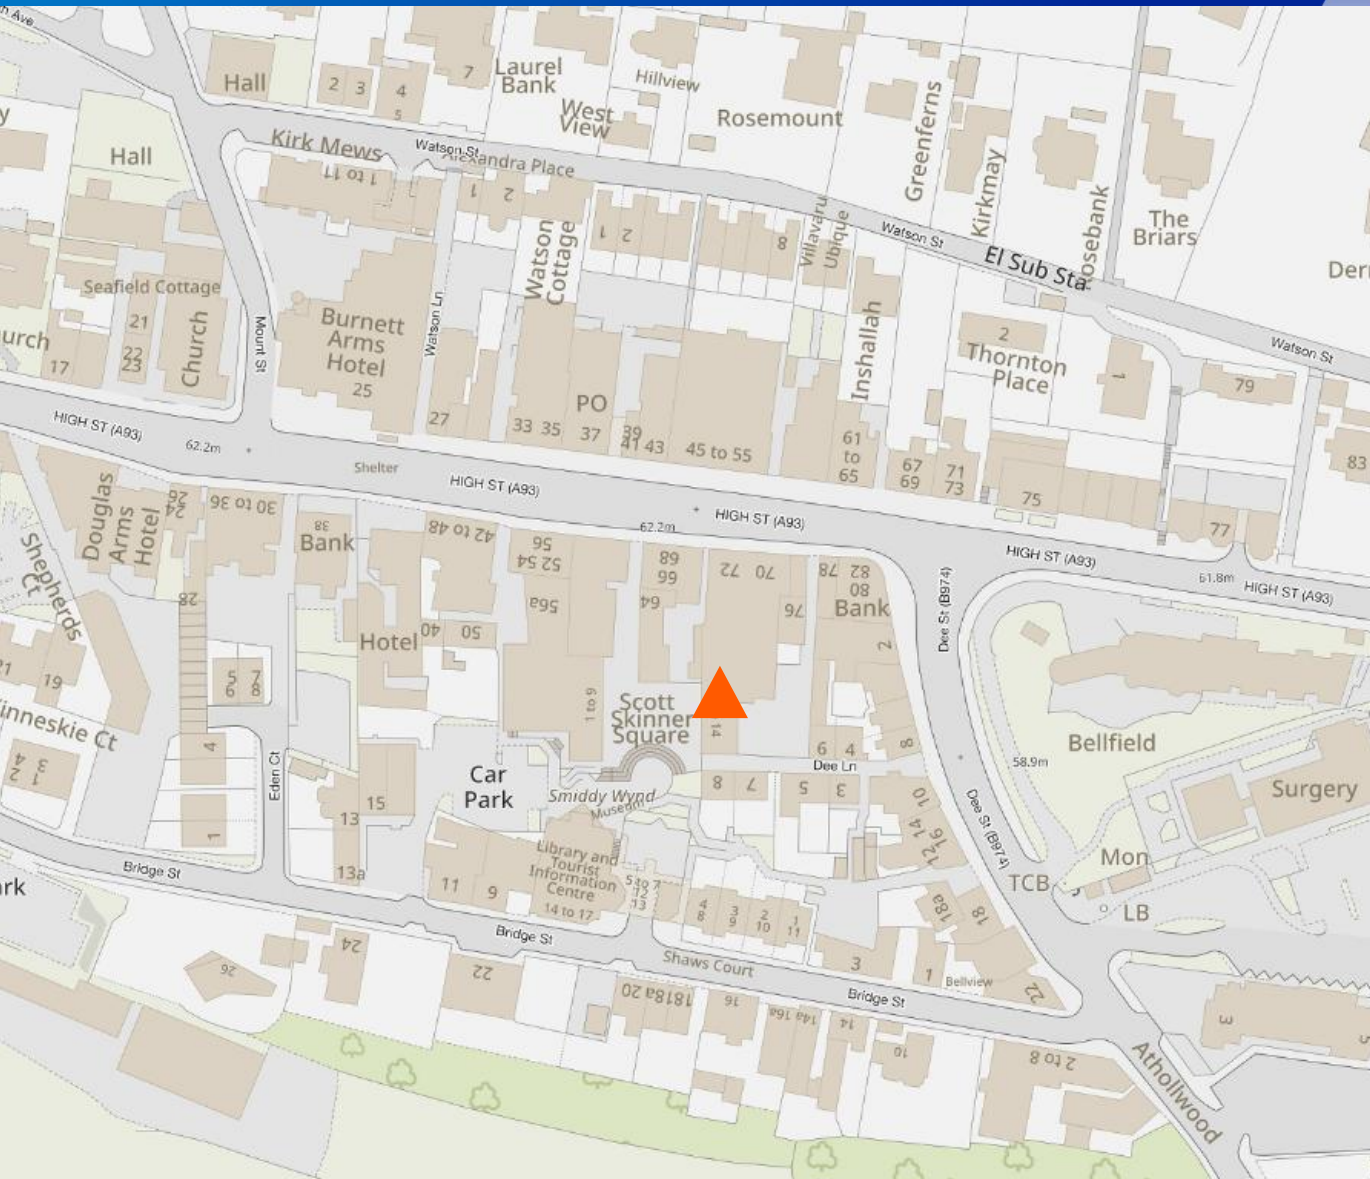 Hall
2 3
4
5
7
Laurel
Bank
West
View
Hillview
Rosemount
Greenferns
Kirkmay
Rosebank
The
Briars
Hall
Kirk Mews
Watson St
Alexandra Place
1 to 11
1
2
Watson
Cottage
1 2
8
Villavaru
Ubique
Watson St
El Sub Sta
Seafield Cottage
21
22
23
17
Church
Mount St
Burnett
Arms
Hotel
25
Watson Ln
27
33 35
PO
37
39
41 43
45 to 55
Inshallah
61
to
65
67
69
71
73
2
Thornton
Place
1
75
79
Watson St
83
77
HIGH ST (A93)
62.2m
Shelter
HIGH ST (A93)
62.2m
HIGH ST (A93)
HIGH ST (A93)
61.8m
HIGH ST (A93)
Douglas
Arms
Hotel
Shepherds
Ct
26
24
30 to 36
28
38
Bank
42 to 48
Hotel
40
50
56
52 54
56a
1 to 9
68
66
64
72 70
76
78
82
80
Bank
2
Dee St (B974)
5 7
6 8
19
4
1
Eden Ct
13
15
13a
Car
Park
Scott
Skinner
Square
14
Smiddy Wynd
Museum
Library and
Tourist
Information
Centre
14 to 17
11
9
8 7
6 4
Dee Ln
5 3
8
10
14
16
12
Dee St (B974)
58.9m
Bellfield
Surgery
Mon
TCB
LB
12
13
4
8
3
9
2
10
1
11
18a
18
3
1
Bellview
22
Bridge St
Bridge St
Shaws Court
Bridge St
26
24
22
18 18a 20
16
14a 16a
14
10
2 to 8
3
Athollwood